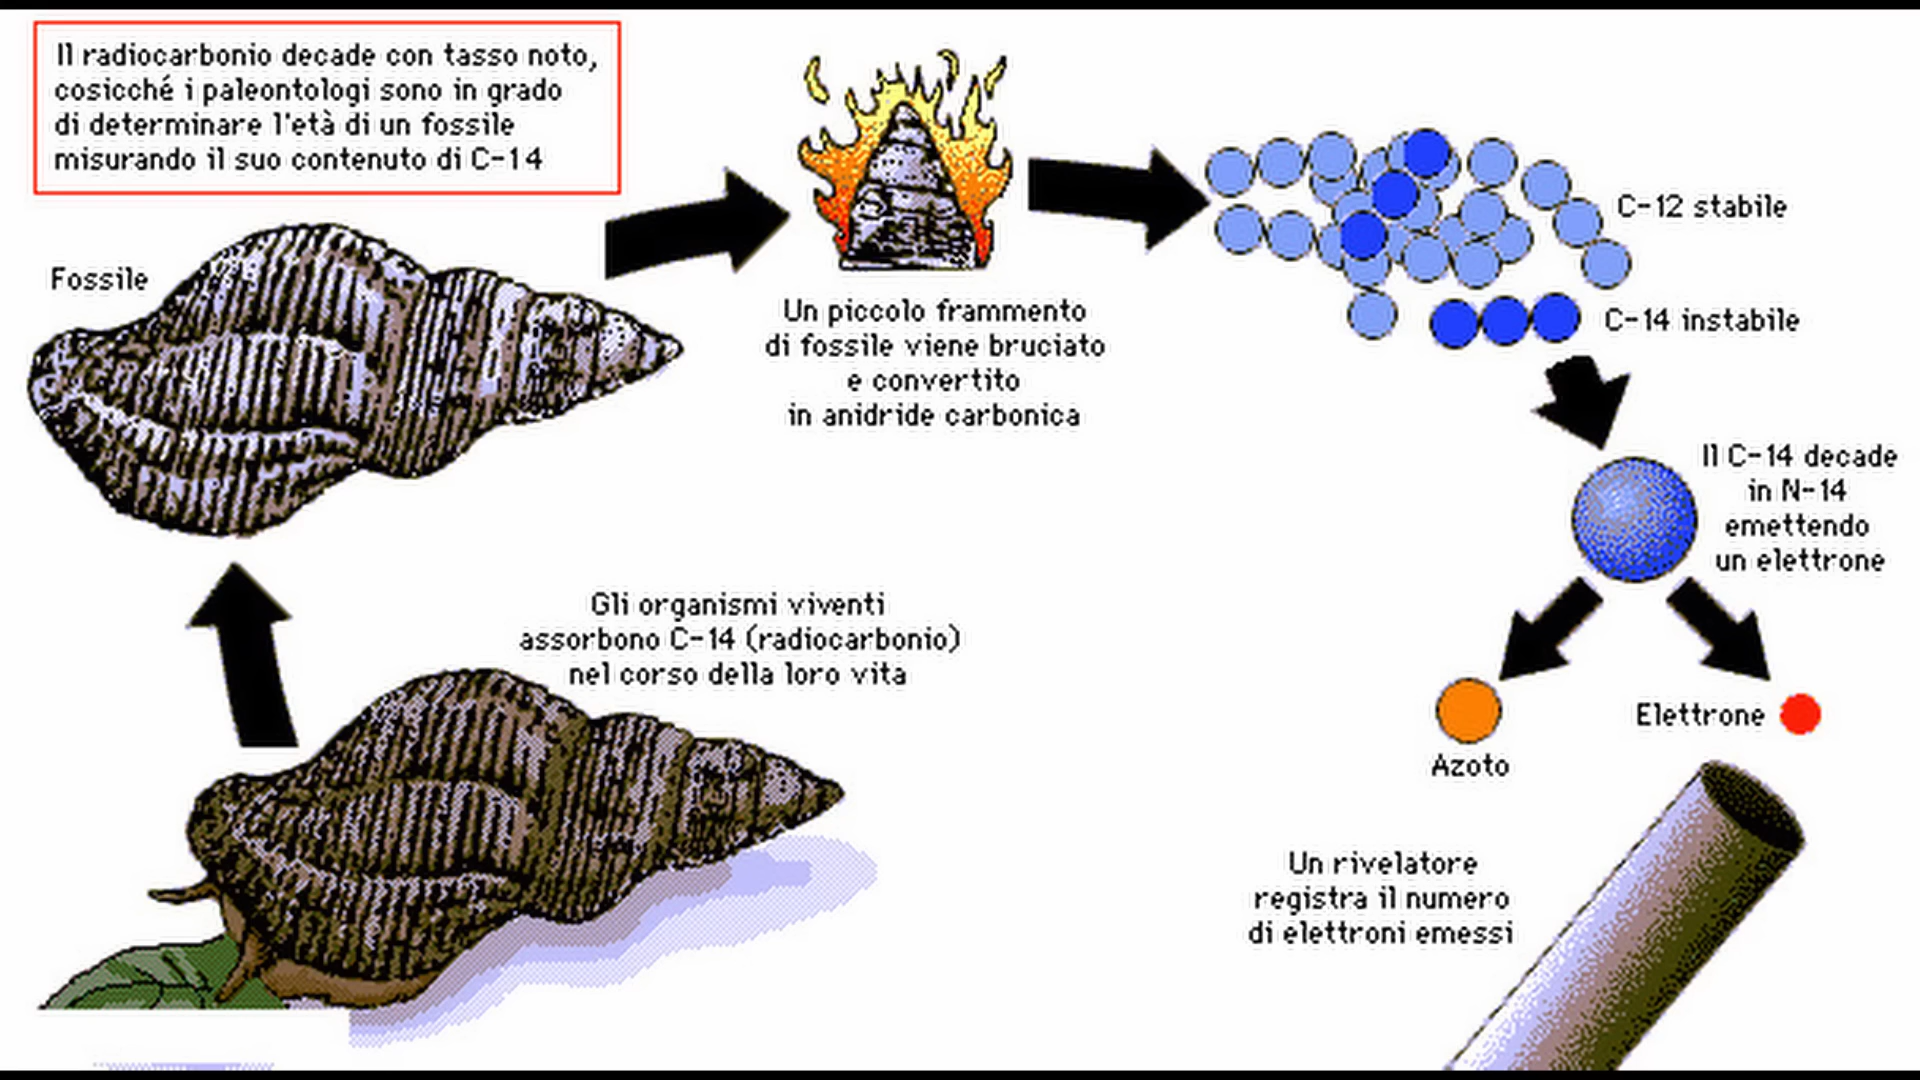 Il radiocarbonio decade con tasso noto,
cosicché i paleontologi sono in grado
di determinare l'età di un fossile
misurando il suo contenuto di C-14
Fossile
Un piccolo frammento
di fossile viene bruciato
e convertito
in anidride carbonica
C-12 stabile
C-14 instabile
Il C-14 decade
in N-14
emettendo
un elettrone
Gli organismi viventi
assorbono C-14 (radiocarbonio)
nel corso della loro vita
Elettrone
Azoto
Un rivelatore
registra il numero
di elettroni emessi